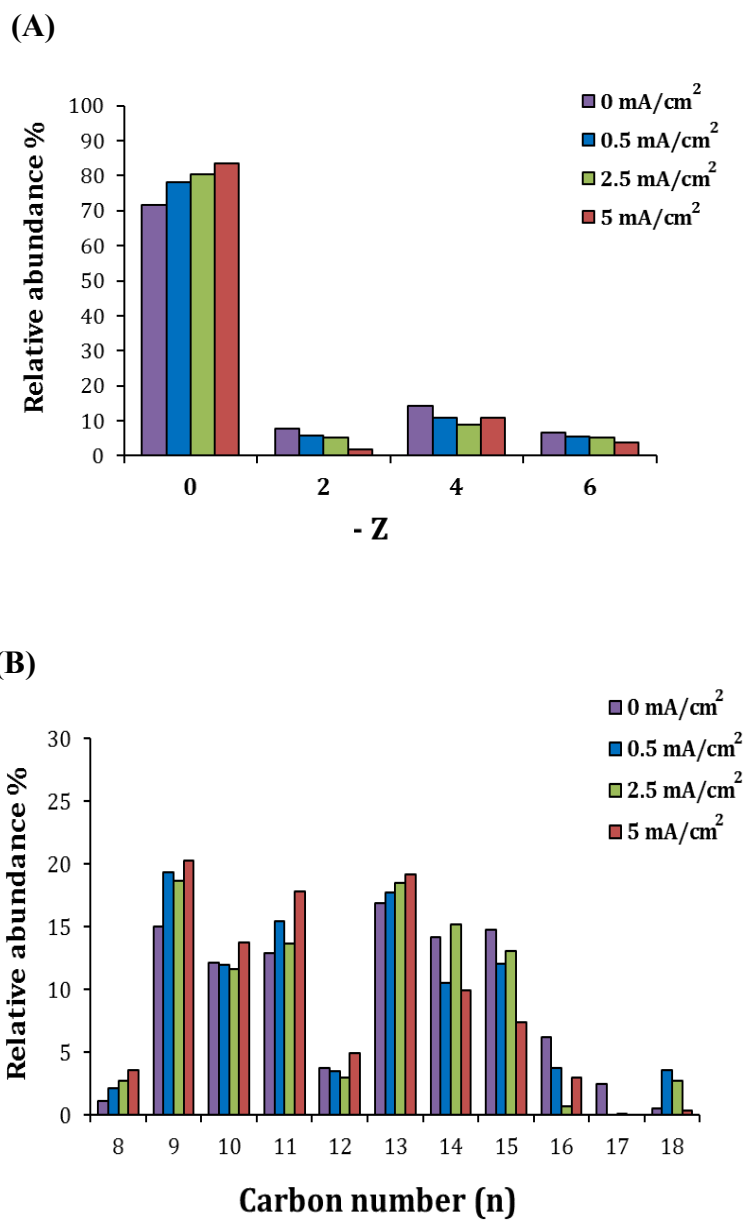 (A)
0 mA/cm²
0.5 mA/cm²
2.5 mA/cm²
5 mA/cm²
Relative abundance %
100
90
80
70
60
50
40
30
20
10
0
0 2 4 6
- Z
(B)
0 mA/cm²
0.5 mA/cm²
2.5 mA/cm²
5 mA/cm²
Relative abundance %
30
25
20
15
10
5
0
8 9 10 11 12 13 14 15 16 17 18
Carbon number (n)